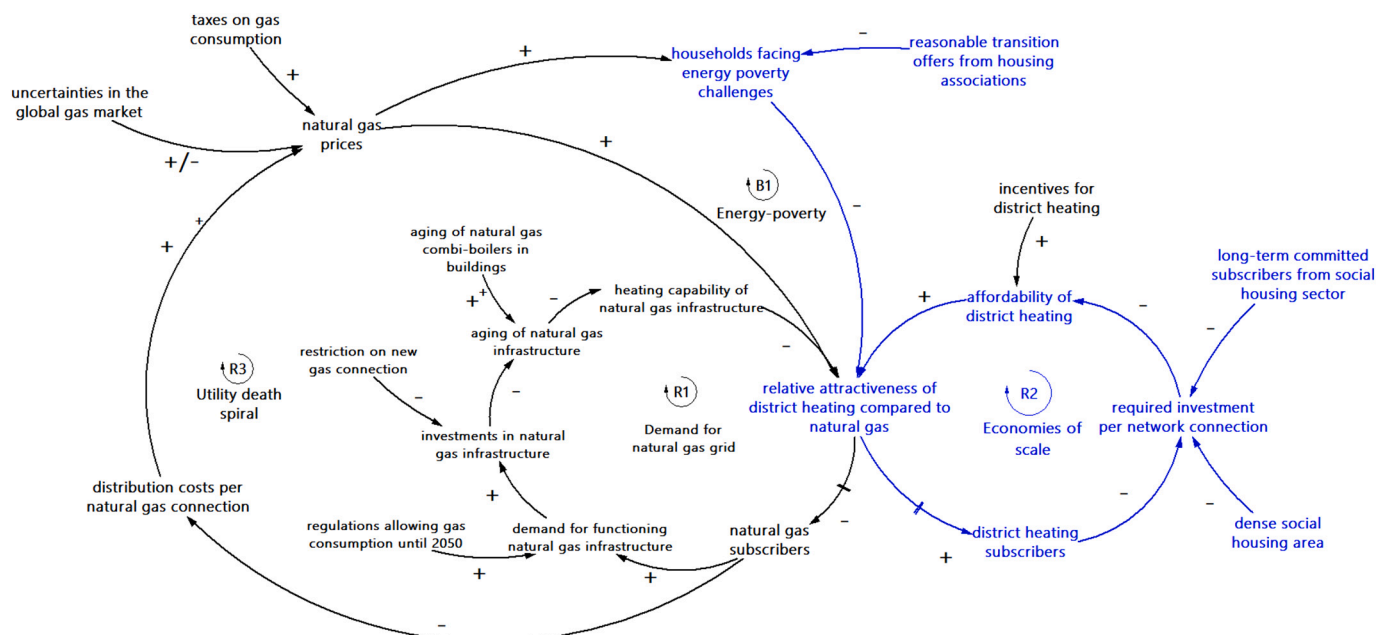 taxes on gas
consumption
+
uncertainties in the
global gas market
+/-
natural gas
prices
+
households facing
energy poverty
challenges
-
reasonable transition
offers from housing
associations
+
-
B1
Energy-poverty
incentives for
district heating
+
long-term committed
subscribers from social
housing sector
-
affordability of
district heating
+
-
+
+
aging of natural gas
combi-boilers in
buildings
+
+
-
heating capability of
natural gas infrastructure
-
aging of natural gas
infrastructure
-
restriction on new
gas connection
-
R3
Utility death
spiral
R1
Demand for
natural gas grid
relative attractiveness of
district heating compared to
natural gas
R2
Economies of
scale
required investment
per network connection
investments in natural
gas infrastructure
+
distribution costs per
natural gas connection
regulations allowing gas
consumption until 2050
+
demand for functioning
natural gas infrastructure
+
natural gas
subscribers
-
-
district heating
subscribers
+
-
-
dense social
housing area